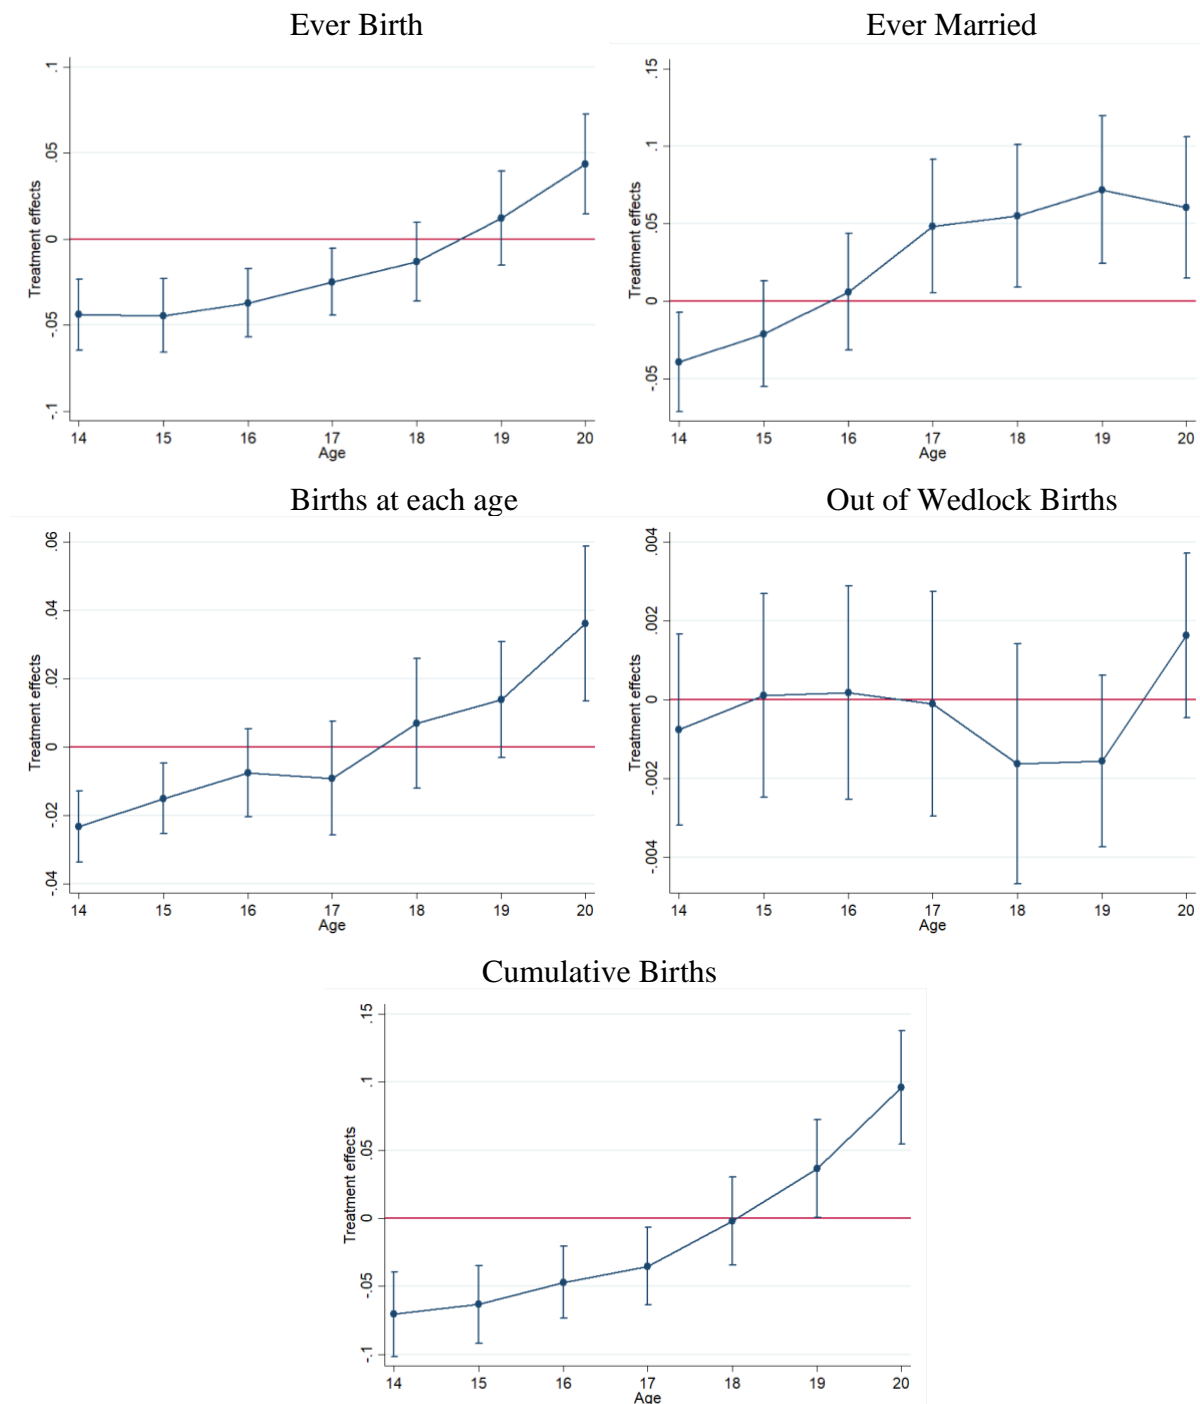 Ever Birth
Treatment effects
.1
.05
0
-.05
-.1
14 15 16 17 18 19 20
Age
Ever Married
Treatment effects
.15
.1
.05
0
-.05
14 15 16 17 18 19 20
Age
Births at each age
Treatment effects
.06
.04
.02
0
-.02
-.04
14 15 16 17 18 19 20
Age
Out of Wedlock Births
Treatment effects
.004
.002
0
-.002
-.004
14 15 16 17 18 19 20
Age
Cumulative Births
Treatment effects
.15
.1
.05
0
-.05
-.1
14 15 16 17 18 19 20
Age